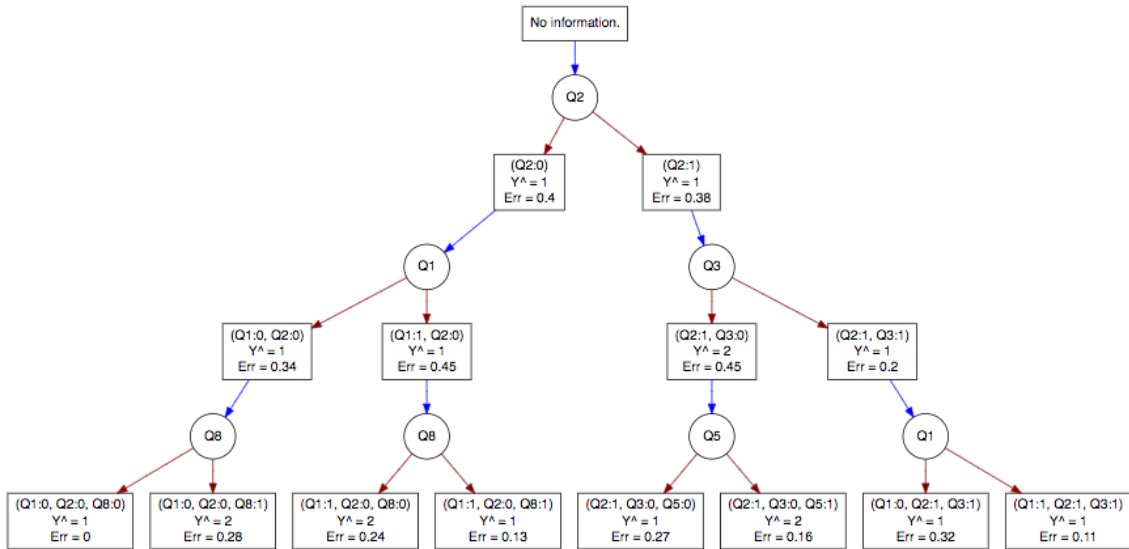 No information.
Q2
(Q2:0)
Y^ = 1
Err = 0.4
(Q2:1)
Y^ = 1
Err = 0.38
Q1
Q3
(Q1:0, Q2:0)
Y^ = 1
Err = 0.34
(Q1:1, Q2:0)
Y^ = 1
Err = 0.45
(Q2:1, Q3:0)
Y^ = 2
Err = 0.45
(Q2:1, Q3:1)
Y^ = 1
Err = 0.2
Q8
Q8
Q5
Q1
(Q1:0, Q2:0, Q8:0)
Y^ = 1
Err = 0
(Q1:0, Q2:0, Q8:1)
Y^ = 2
Err = 0.28
(Q1:1, Q2:0, Q8:0)
Y^ = 2
Err = 0.24
(Q1:1, Q2:0, Q8:1)
Y^ = 1
Err = 0.13
(Q2:1, Q3:0, Q5:0)
Y^ = 1
Err = 0.27
(Q2:1, Q3:0, Q5:1)
Y^ = 2
Err = 0.16
(Q1:0, Q2:1, Q3:1)
Y^ = 1
Err = 0.32
(Q1:1, Q2:1, Q3:1)
Y^ = 1
Err = 0.11